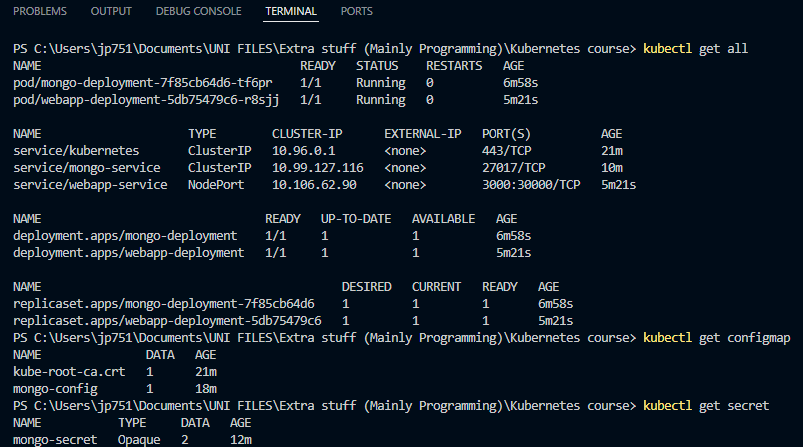 PROBLEMS OUTPUT DEBUG CONSOLE TERMINAL PORTS
PS C:\Users\jp751\Documents\UNI FILES\Extra stuff (Mainly Programming)\Kubernetes course> kubectl get all
NAME READY STATUS RESTARTS AGE
pod/mongo-deployment-7f85cb64d6-tf6pr 1/1 Running 0 6m58s
pod/webapp-deployment-5db75479c6-r8sjj 1/1 Running 0 5m21s
NAME TYPE CLUSTER-IP EXTERNAL-IP PORT(S) AGE
service/kubernetes ClusterIP 10.96.0.1 <none> 443/TCP 21m
service/mongo-service ClusterIP 10.99.127.116 <none> 27017/TCP 10m
service/webapp-service NodePort 10.106.62.90 <none> 3000:30000/TCP 5m21s
NAME READY UP-TO-DATE AVAILABLE AGE
deployment.apps/mongo-deployment 1/1 1 1 6m58s
deployment.apps/webapp-deployment 1/1 1 1 5m21s
NAME DESIRED CURRENT READY AGE
replicaset.apps/mongo-deployment-7f85cb64d6 1 1 1 6m58s
replicaset.apps/webapp-deployment-5db75479c6 1 1 1 5m21s
PS C:\Users\jp751\Documents\UNI FILES\Extra stuff (Mainly Programming)\Kubernetes course> kubectl get configmap
NAME DATA AGE
kube-root-ca.crt 1 21m
mongo-config 1 18m
PS C:\Users\jp751\Documents\UNI FILES\Extra stuff (Mainly Programming)\Kubernetes course> kubectl get secret
NAME TYPE DATA AGE
mongo-secret Opaque 2 12m